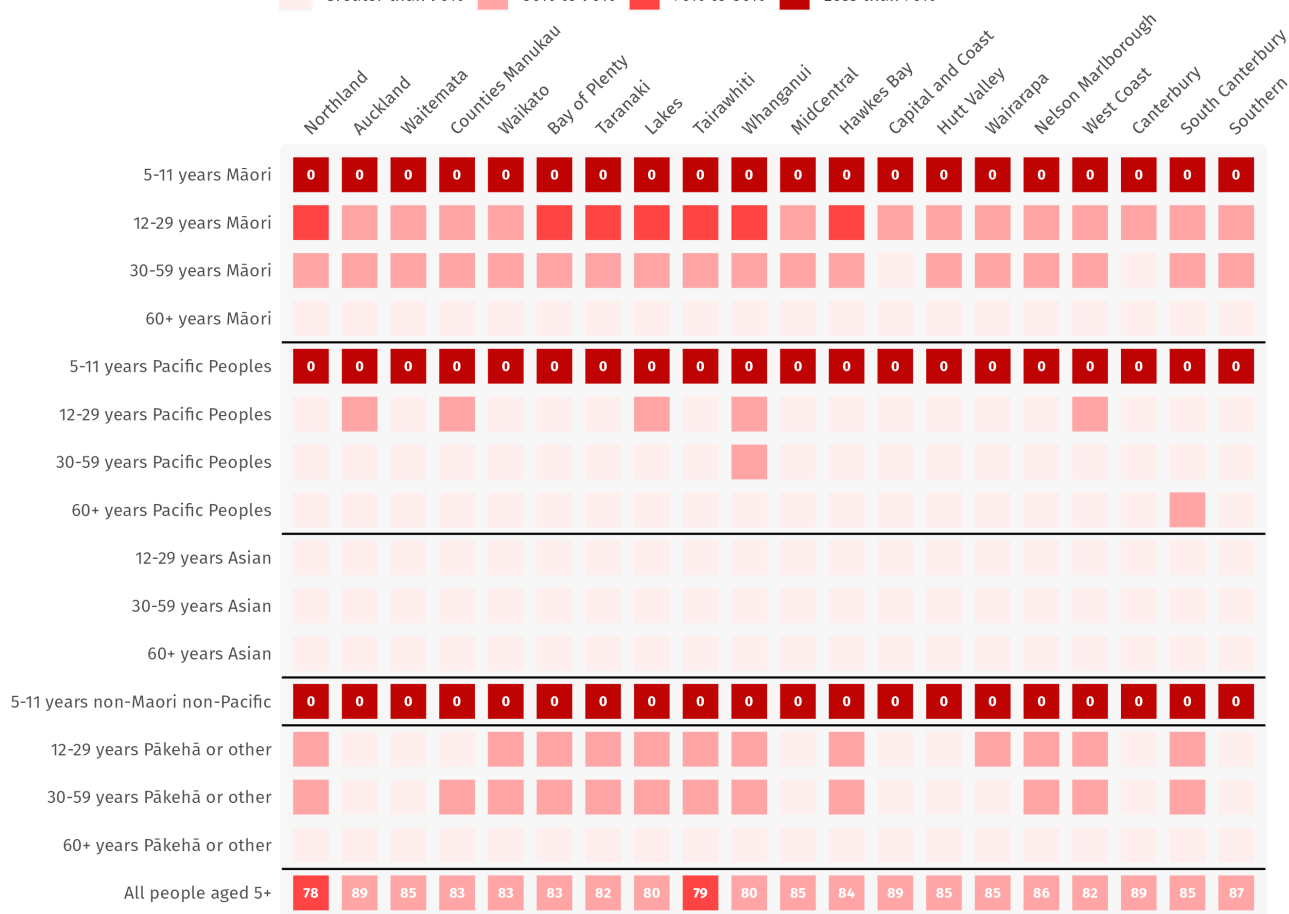 Northland
Auckland
Waitemata
Counties Manukau
Waikato
Bay of Plenty
Taranaki
Lakes
Tairawhiti
Whanganui
MidCentral
Hawkes Bay
Capital and Coast
Hutt Valley
Wairarapa
Nelson Marlborough
West Coast
Canterbury
South Canterbury
Southern
5-11 years Māori 0 0 0 0 0 0 0 0 0 0 0 0 0 0 0 0 0 0 0 0
12-29 years Māori
30-59 years Māori
60+ years Māori
5-11 years Pacific Peoples 0 0 0 0 0 0 0 0 0 0 0 0 0 0 0 0 0 0 0 0
12-29 years Pacific Peoples
30-59 years Pacific Peoples
60+ years Pacific Peoples
12-29 years Asian
30-59 years Asian
60+ years Asian
5-11 years non-Maori non-Pacific 0 0 0 0 0 0 0 0 0 0 0 0 0 0 0 0 0 0 0 0
12-29 years Pākehā or other
30-59 years Pākehā or other
60+ years Pākehā or other
All people aged 5+ 78 89 85 83 83 83 82 80 79 80 85 84 89 85 85 86 82 89 85 87